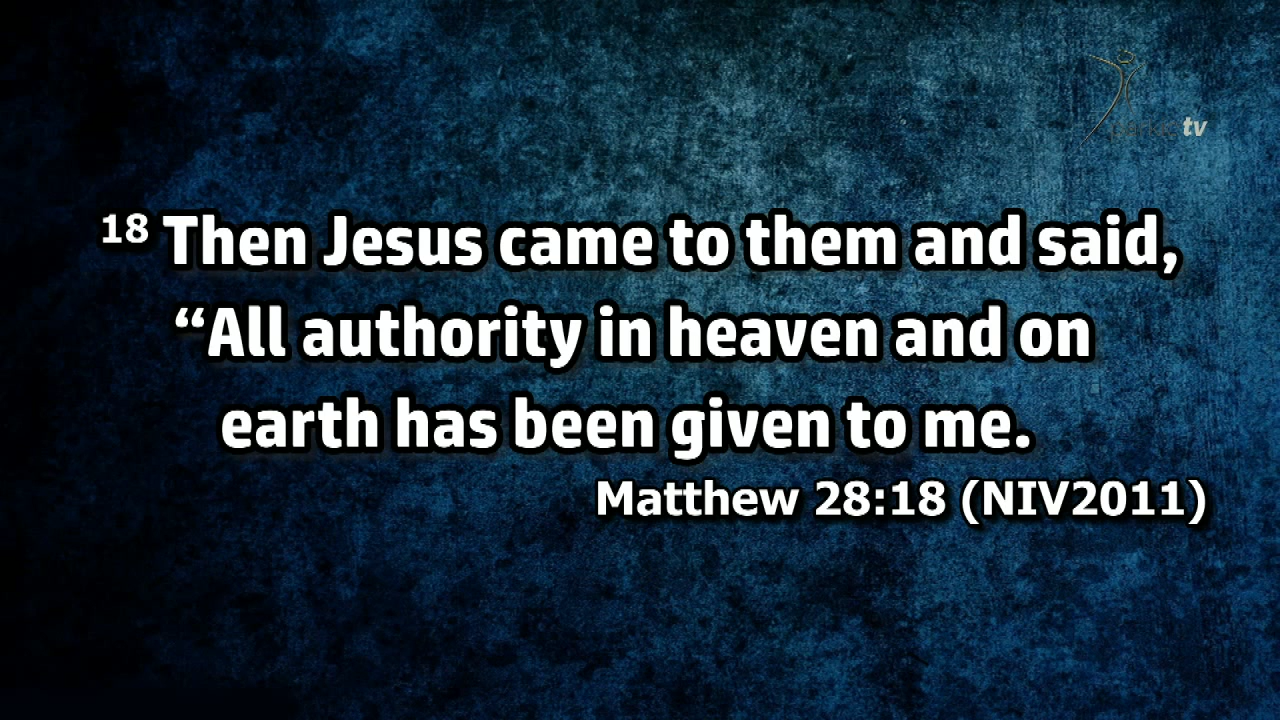 tv
18 Then Jesus came to them and said,
“All authority in heaven and on
earth has been given to me.
Matthew 28:18 (NIV2011)